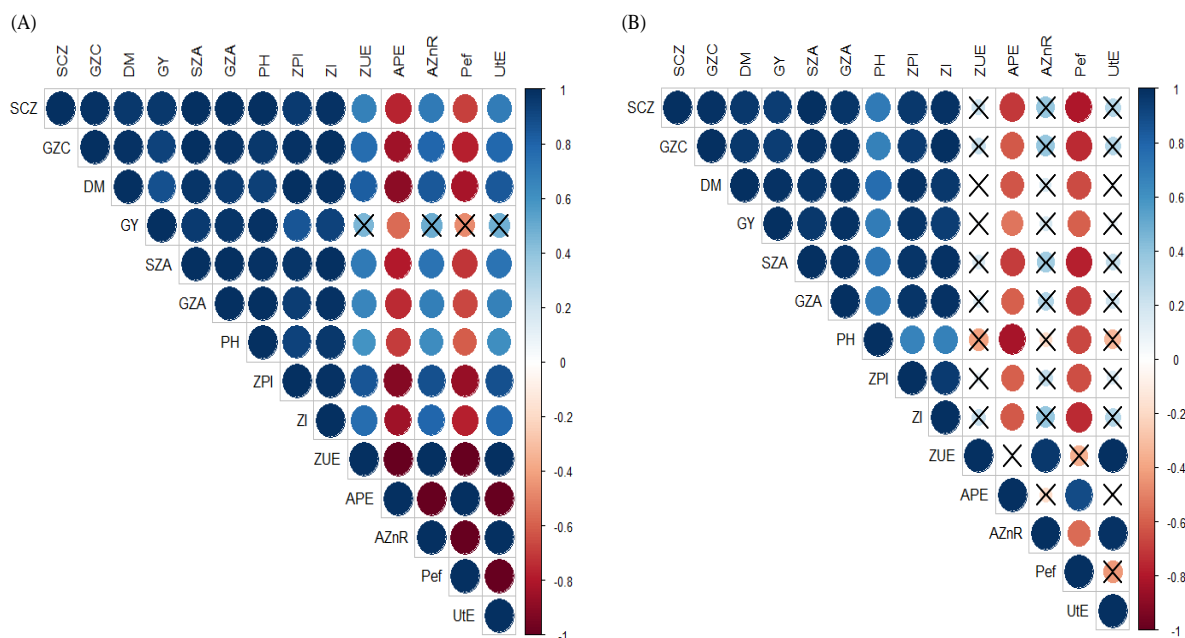 (A)
SCZ GZC DM GY SZA GZA PH ZPI ZI ZUE APE AZnR Pef UtE
SCZ
GZC
DM
GY
SZA
GZA
PH
ZPI
ZI
ZUE
APE
AZnR
Pef
UtE
1
0.8
0.6
0.4
0.2
0
-0.2
-0.4
-0.6
-0.8
-1
(B)
SCZ GZC DM GY SZA GZA PH ZPI ZI ZUE APE AZnR Pef UtE
SCZ
GZC
DM
GY
SZA
GZA
PH
ZPI
ZI
ZUE
APE
AZnR
Pef
UtE
1
0.8
0.6
0.4
0.2
0
-0.2
-0.4
-0.6
-0.8
-1